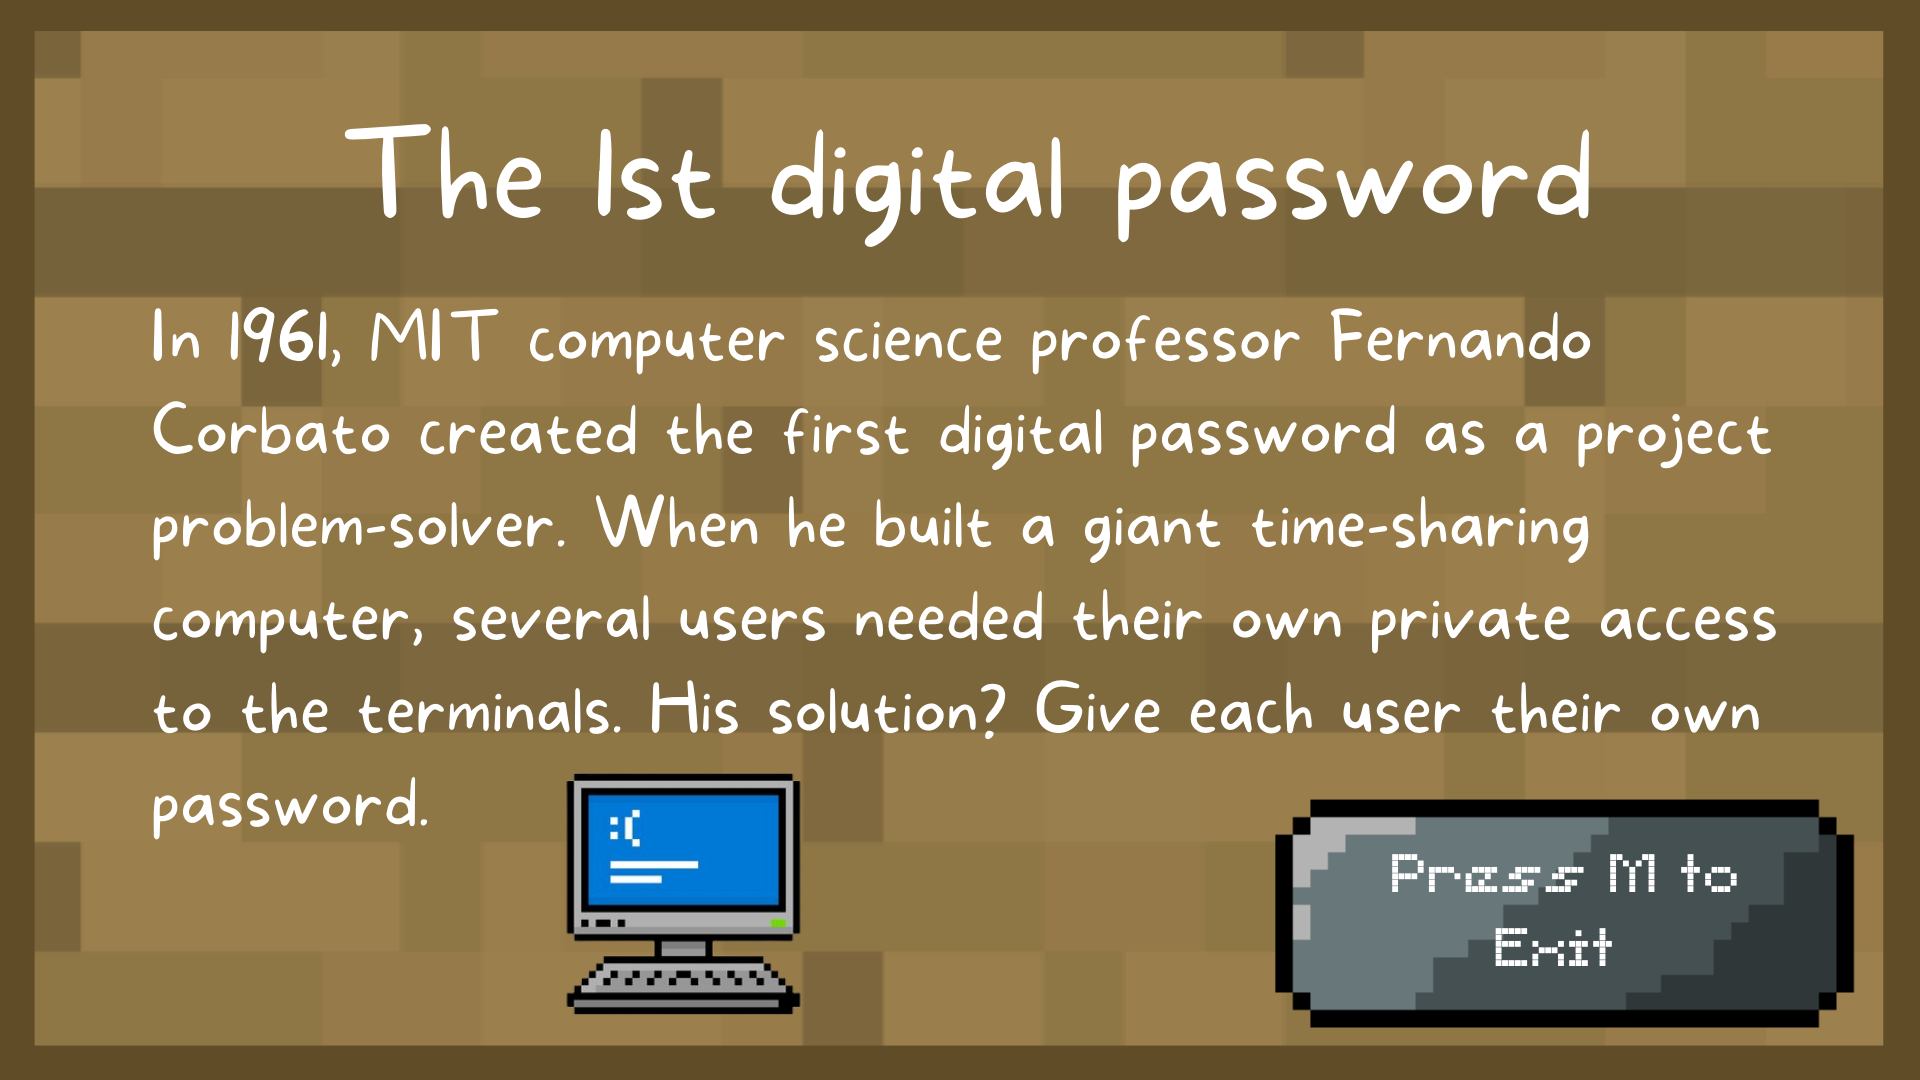 The 1st digital password
In 1961, MIT computer science professor Fernando
Corbato created the first digital password as a project
problem-solver. When he built a giant time-sharing
computer, several users needed their own private access
to the terminals. His solution? Give each user their own
password.
:(
Press M to
Exit